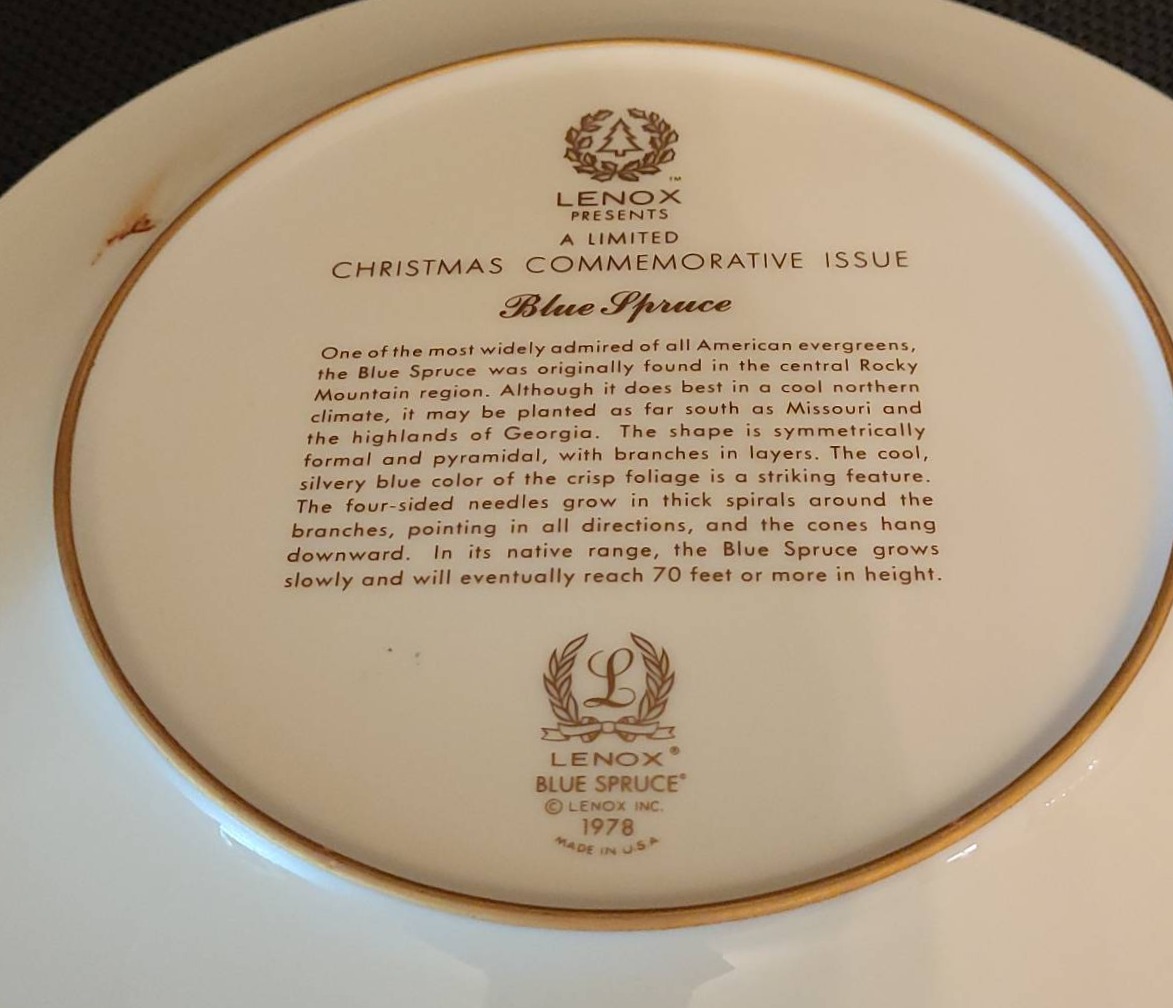 ™
LENOX
PRESENTS
A LIMITED
CHRISTMAS COMMEMORATIVE ISSUE
Blue Spruce
One of the most widely admired of all American evergreens,
the Blue Spruce was originally found in the central Rocky
Mountain region. Although it does best in a cool northern
climate, it may be planted as far south as Missouri and
the highlands of Georgia. The shape is symmetrically
formal and pyramidal, with branches in layers. The cool,
silvery blue color of the crisp foliage is a striking feature.
The four-sided needles grow in thick spirals around the
branches, pointing in all directions, and the cones hang
downward. In its native range, the Blue Spruce grows
slowly and will eventually reach 70 feet or more in height.
L
LENOX®
BLUE SPRUCE®
© LENOX INC.
1978
MADE IN U.S.A